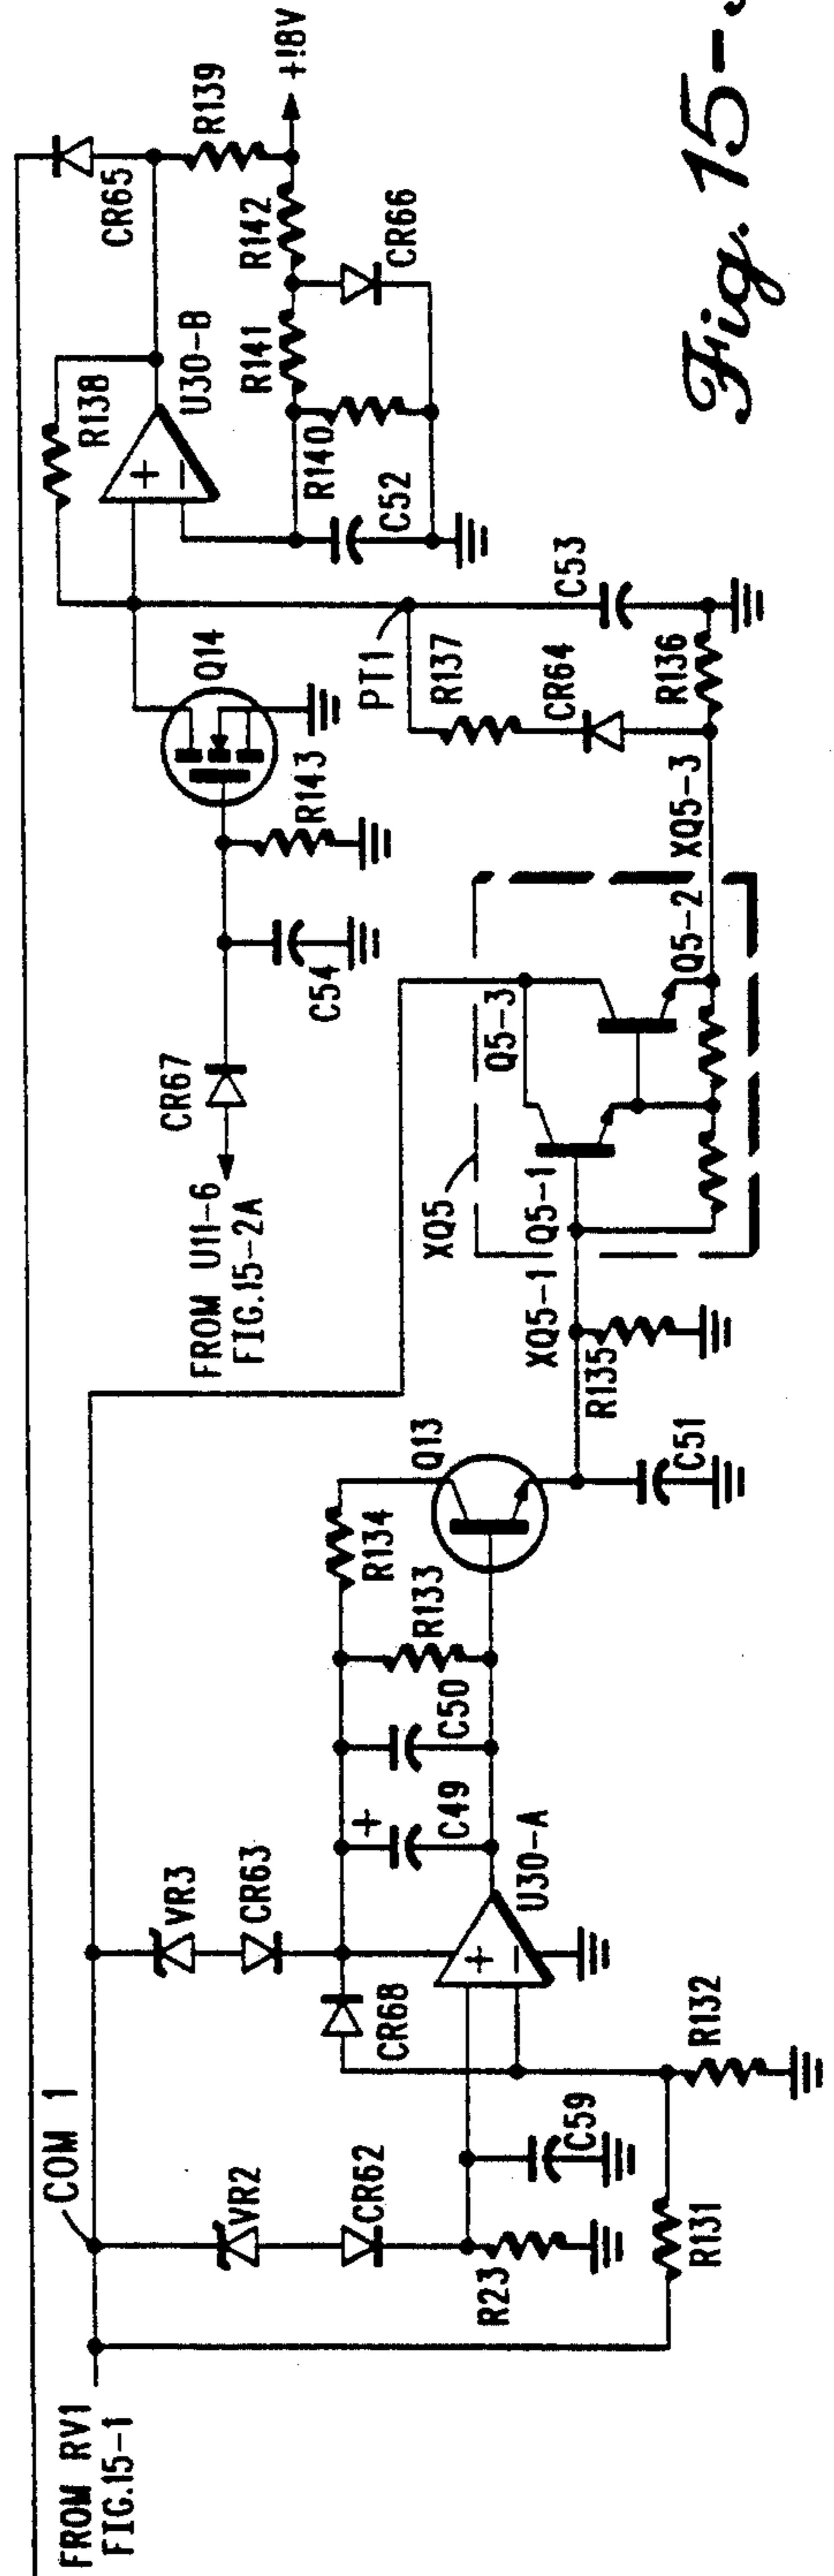 FROM RV1
FIG.15-1
COM 1
VR2
CR62
R23
C59
R131
R132
VR3
CR63
CR68
U30-A
+
−
+
C49
C50
R133
R134
Q13
C51
R135
XQ5-1
XQ5
Q5-1
Q5-3
Q5-2
XQ5-3
FROM U11-6
FIG.15-2A
CR67
C54
R143
Q14
PT1
R137
CR64
R136
C53
R138
U30-B
+
−
C52
R140
R141
R142
CR66
CR65
R139
+!8V
Fig. 15-